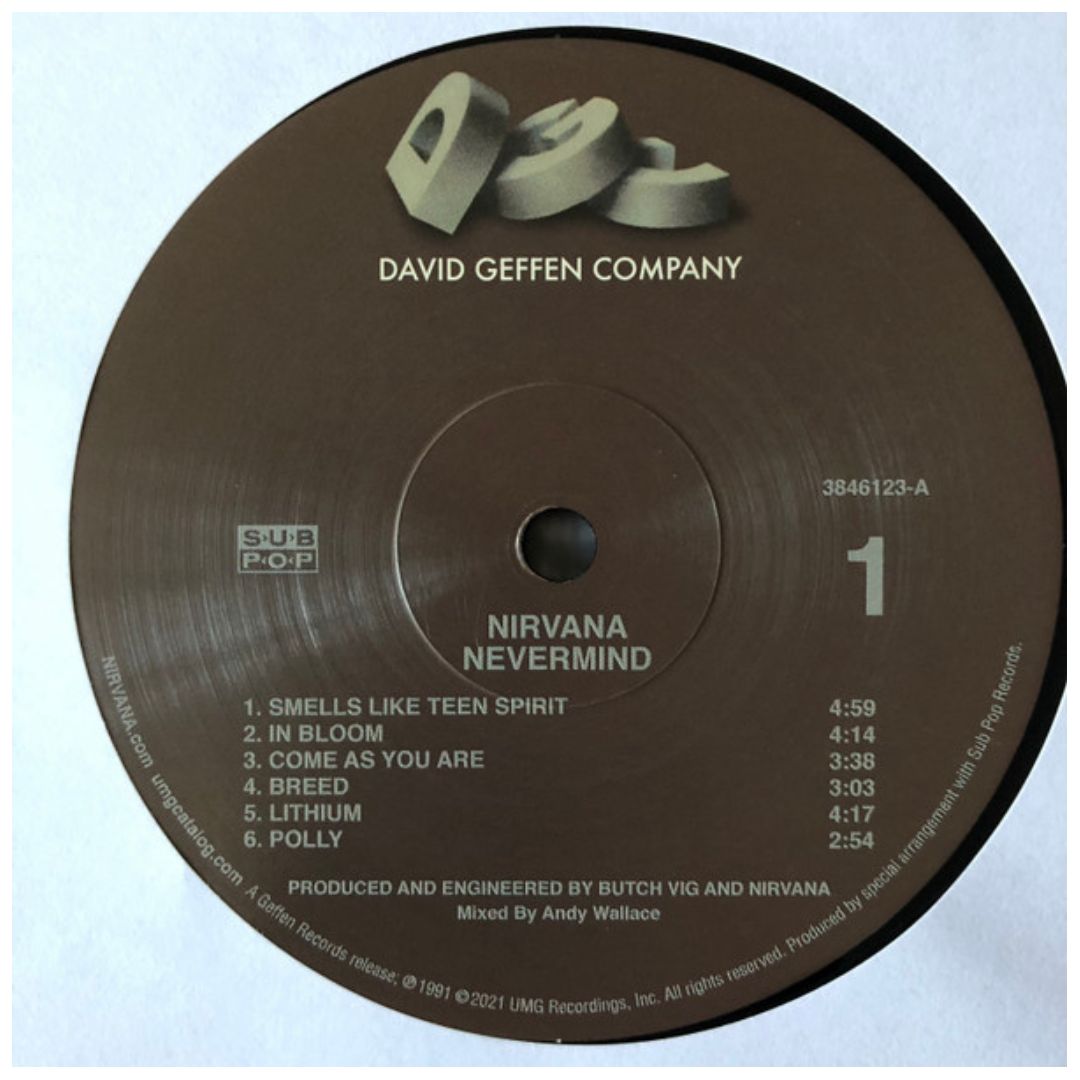 DGC
DAVID GEFFEN COMPANY
3846123-A
SUB
POP
1
NIRVANA
NEVERMIND
1. SMELLS LIKE TEEN SPIRIT 4:59
2. IN BLOOM 4:14
3. COME AS YOU ARE 3:38
4. BREED 3:03
5. LITHIUM 4:17
6. POLLY 2:54
PRODUCED AND ENGINEERED BY BUTCH VIG AND NIRVANA
Mixed By Andy Wallace
NIRVANA.com umgcatalog.com A Geffen Records release; ℗1991 ©2021 UMG Recordings, Inc. All rights reserved. Produced by special arrangement with Sub Pop Records.